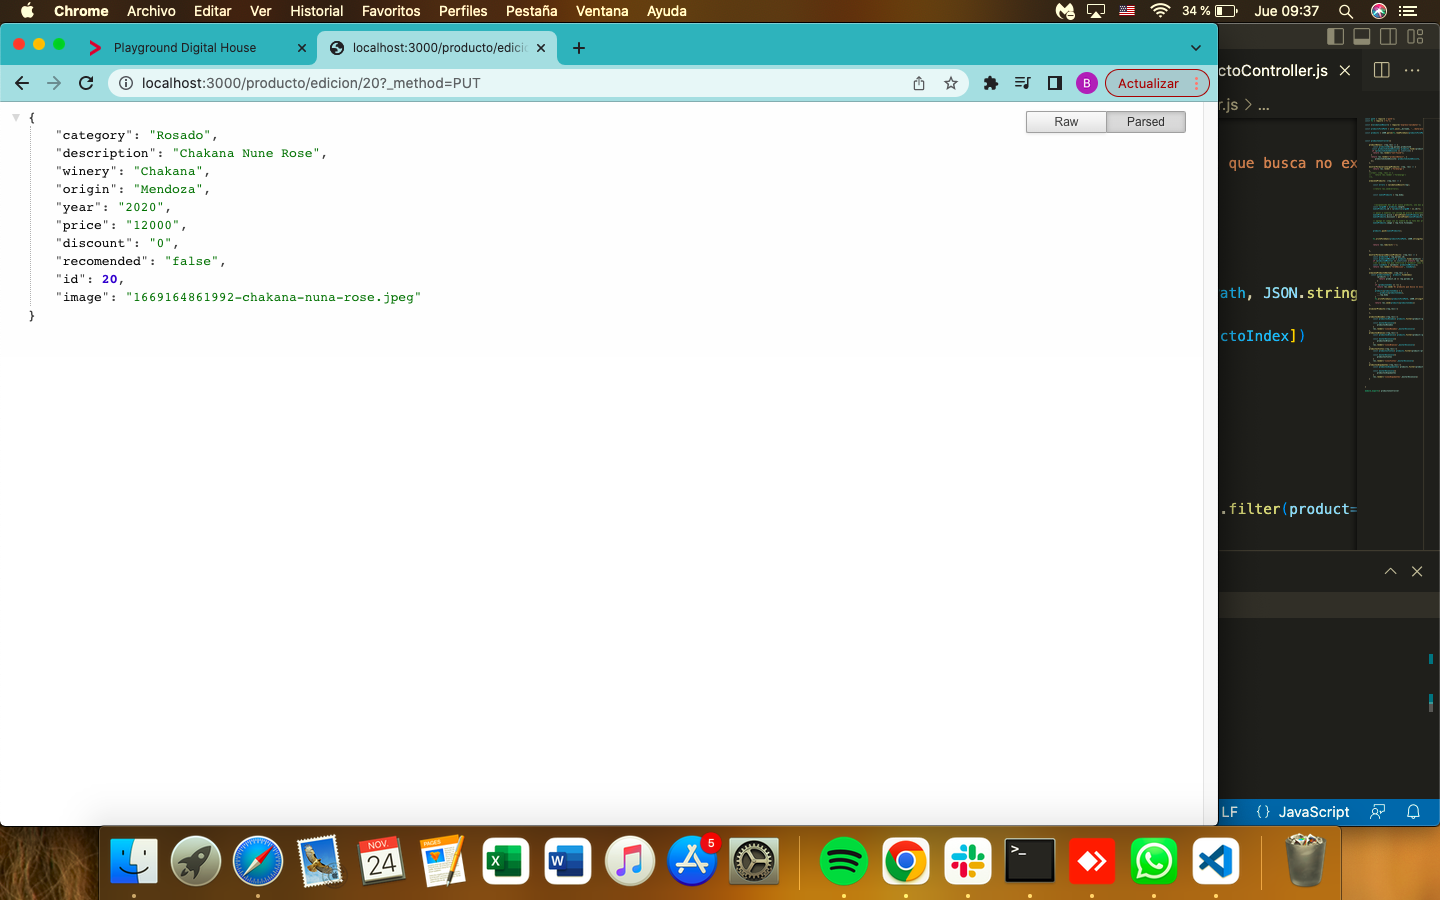 Chrome Archivo Editar Ver Historial Favoritos Perfiles Pestaña Ventana Ayuda 34 % Jue 09:37
Playground Digital House
localhost:3000/producto/edici
ctoController.js
localhost:3000/producto/edicion/20?_method=PUT
B
Actualizar
r.js > ...
Raw Parsed
{
"category": "Rosado",
"description": "Chakana Nune Rose",
"winery": "Chakana",
"origin": "Mendoza",
"year": "2020",
"price": "12000",
"discount": "0",
"recomended": "false",
"id": 20,
"image": "1669164861992-chakana-nuna-rose.jpeg"
}
que busca no ex
ath, JSON.string
ctoIndex])
.filter(product=
LF {} JavaScript
NOV.
24
PAGES
X
W
5
>_